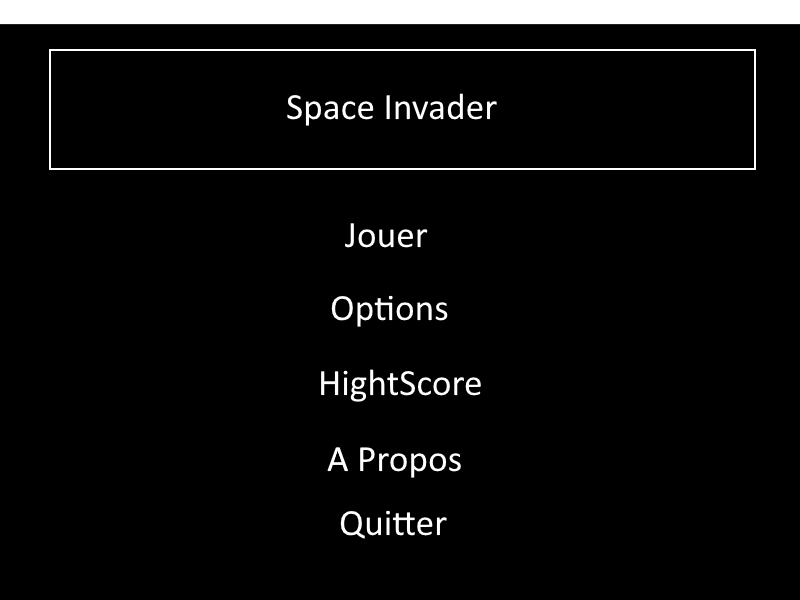 Space Invader
Jouer
Options
HightScore
A Propos
Quitter